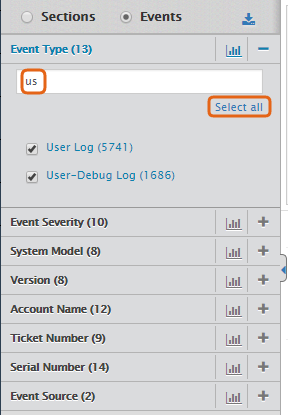 Sections Events
Event Type (13)
us
Select all
User Log (5741)
User-Debug Log (1686)
Event Severity (10)
System Model (8)
Version (8)
Account Name (12)
Ticket Number (9)
Serial Number (14)
Event Source (2)